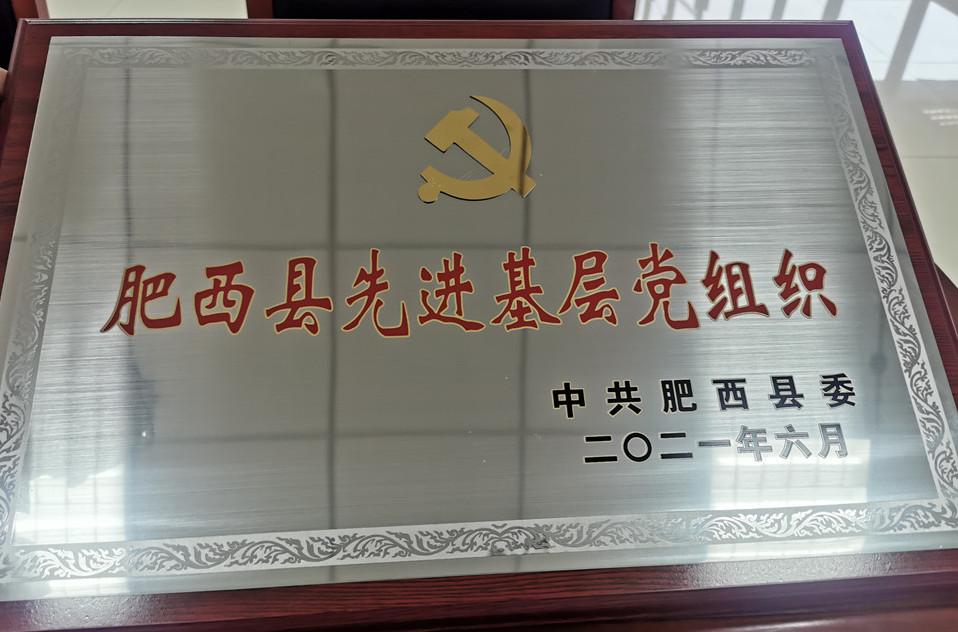 肥西县先进基层党组织
中共肥西县委
二〇二一年六月